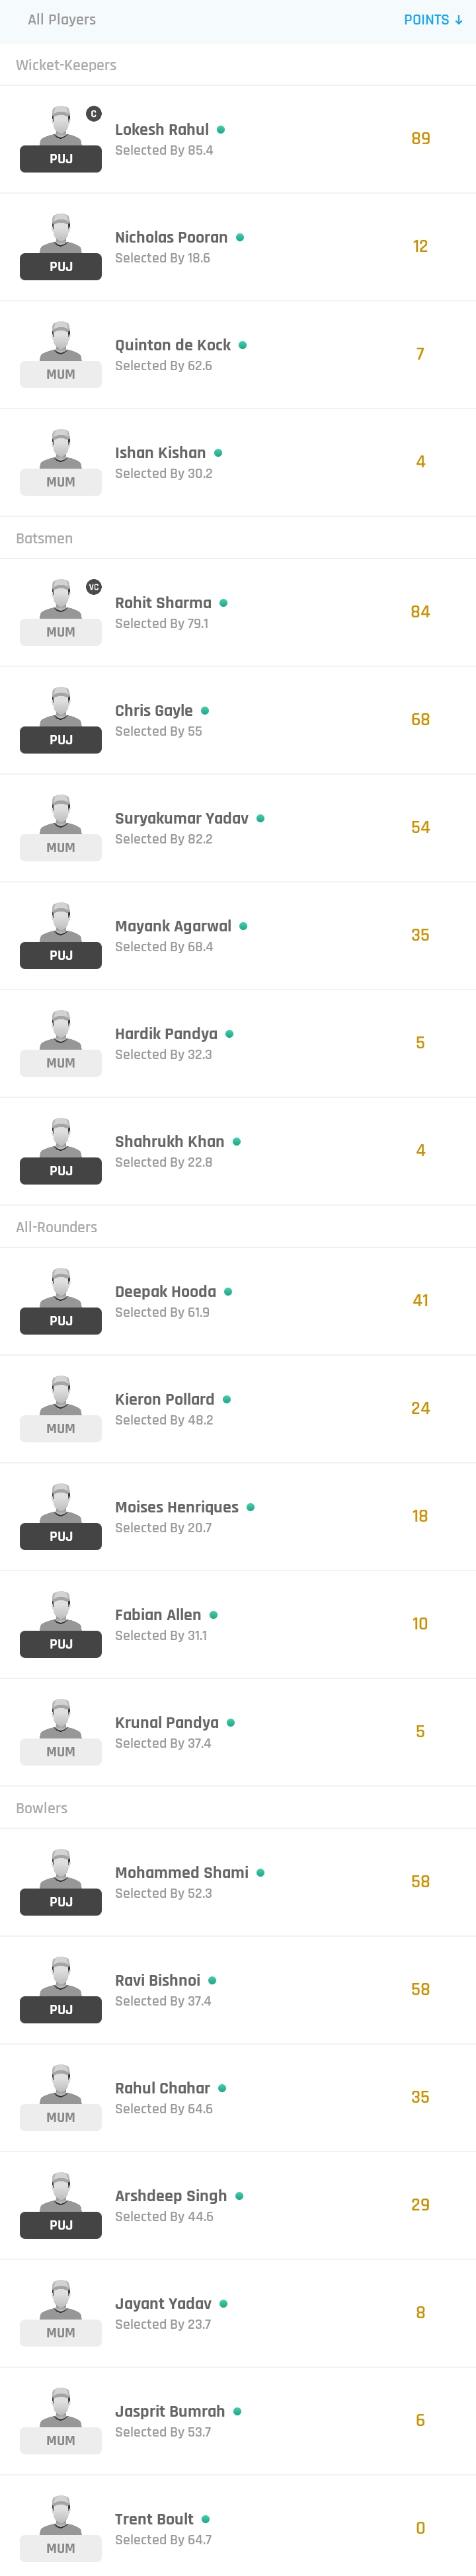 All Players POINTS ↓
Wicket-Keepers
C
Lokesh Rahul
PUJ Selected By 85.4 89
Nicholas Pooran
PUJ Selected By 18.6 12
Quinton de Kock
MUM Selected By 62.6 7
Ishan Kishan
MUM Selected By 30.2 4
Batsmen
VC
Rohit Sharma
MUM Selected By 79.1 84
Chris Gayle
PUJ Selected By 55 68
Suryakumar Yadav
MUM Selected By 82.2 54
Mayank Agarwal
PUJ Selected By 68.4 35
Hardik Pandya
MUM Selected By 32.3 5
Shahrukh Khan
PUJ Selected By 22.8 4
All-Rounders
Deepak Hooda
PUJ Selected By 61.9 41
Kieron Pollard
MUM Selected By 48.2 24
Moises Henriques
PUJ Selected By 20.7 18
Fabian Allen
PUJ Selected By 31.1 10
Krunal Pandya
MUM Selected By 37.4 5
Bowlers
Mohammed Shami
PUJ Selected By 52.3 58
Ravi Bishnoi
PUJ Selected By 37.4 58
Rahul Chahar
MUM Selected By 64.6 35
Arshdeep Singh
PUJ Selected By 44.6 29
Jayant Yadav
MUM Selected By 23.7 8
Jasprit Bumrah
MUM Selected By 53.7 6
Trent Boult
MUM Selected By 64.7 0